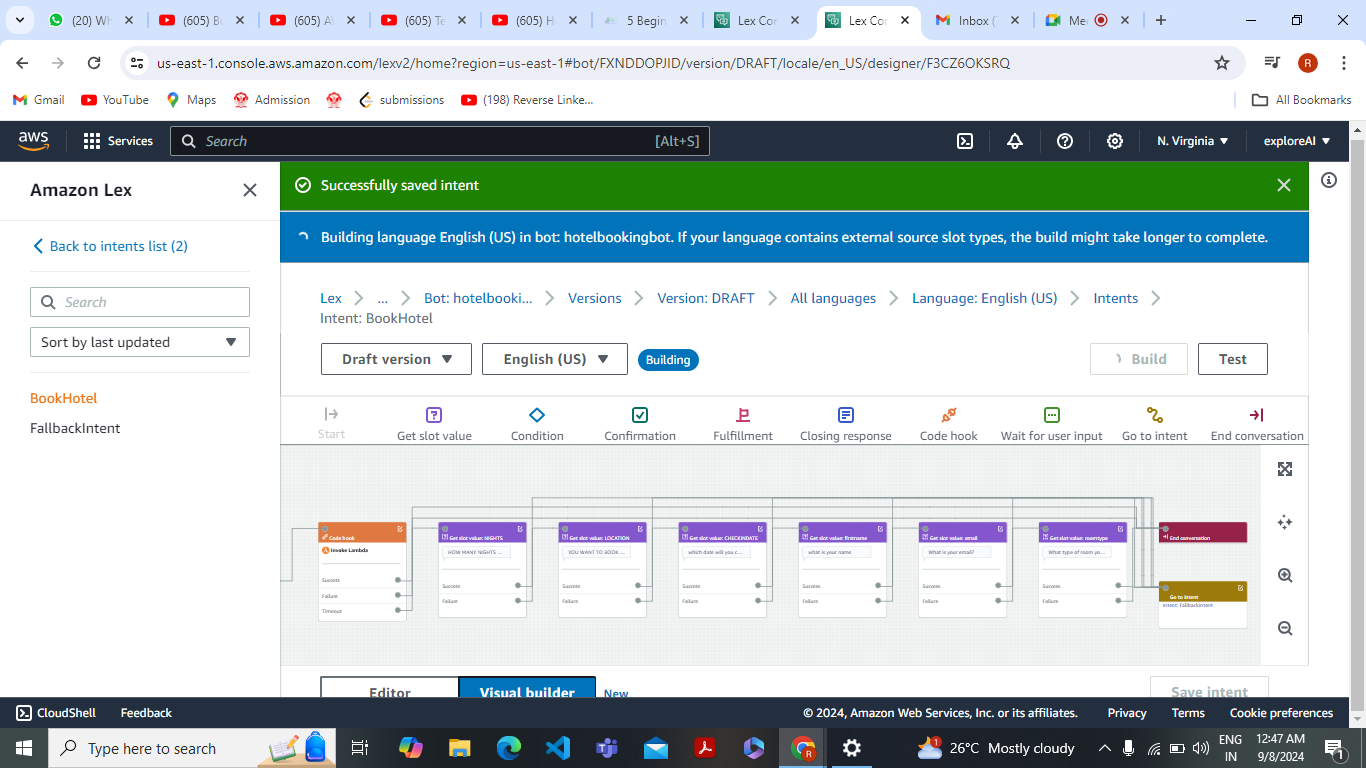 (20) Wh
(605) B
(605) A
(605) Te
(605) H
5 Begin
Lex Cor
Lex Cor
Inbox (
Me
us-east-1.console.aws.amazon.com/lexv2/home?region=us-east-1#bot/FXNDDOPJID/version/DRAFT/locale/en_US/designer/F3CZ6OKSRQ
R
Gmail
YouTube
Maps
Admission
submissions
(198) Reverse Linke...
All Bookmarks
aws
Services
Search
[Alt+S]
N. Virginia
exploreAI
Amazon Lex
Back to intents list (2)
Search
Sort by last updated
BookHotel
FallbackIntent
Successfully saved intent
Building language English (US) in bot: hotelbookingbot. If your language contains external source slot types, the build might take longer to complete.
Lex
...
Bot: hotelbooki...
Versions
Version: DRAFT
All languages
Language: English (US)
Intents
Intent: BookHotel
Draft version
English (US)
Building
Build
Test
Start
Get slot value
Condition
Confirmation
Fulfillment
Closing response
Code hook
Wait for user input
Go to intent
End conversation
Code hook
Invoke Lambda
Success
Failure
Timeout
Get slot value: NIGHTS
HOW MANY NIGHTS ...
Success
Failure
Get slot value: LOCATION
YOU WANT TO BOOK ...
Success
Failure
Get slot value: CHECKINDATE
which date will you c...
Success
Failure
Get slot value: firstname
what is your name
Success
Failure
Get slot value: email
What is your email?
Success
Failure
Get slot value: roomtype
What type of room yo...
Success
Failure
End conversation
Go to intent
Intent: FallbackIntent
Editor
Visual builder
New
Save intent
CloudShell
Feedback
© 2024, Amazon Web Services, Inc. or its affiliates.
Privacy
Terms
Cookie preferences
Type here to search
26°C Mostly cloudy
ENG
IN
12:47 AM
9/8/2024
1